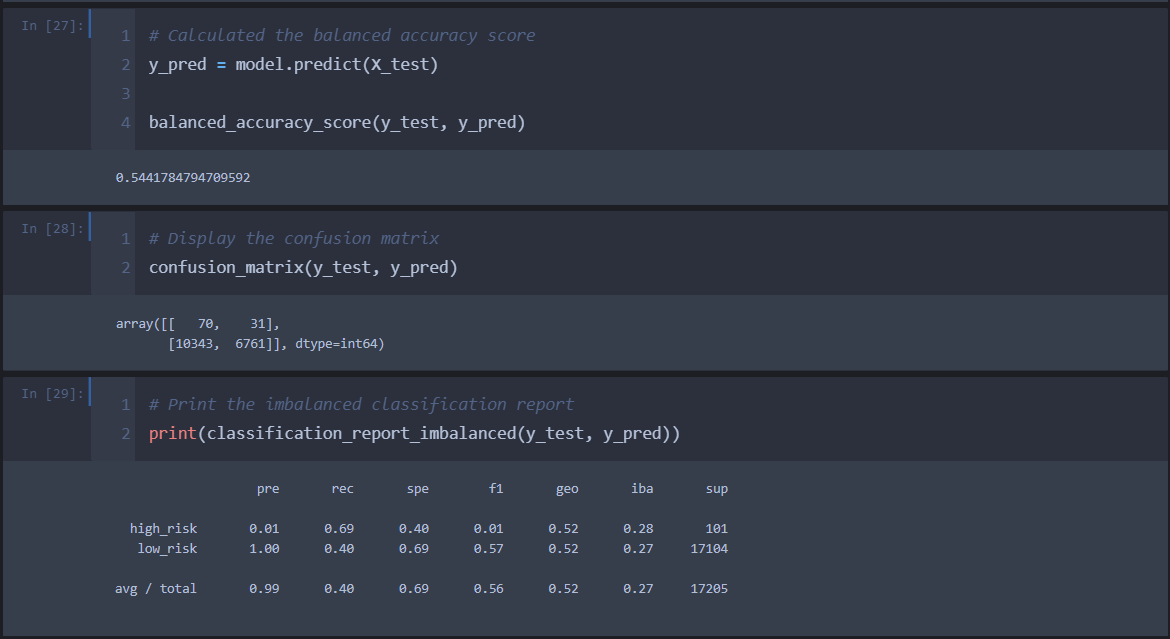 In [27]:
1 # Calculated the balanced accuracy score
2 y_pred = model.predict(X_test)
3
4 balanced_accuracy_score(y_test, y_pred)
0.5441784794709592
In [28]:
1 # Display the confusion matrix
2 confusion_matrix(y_test, y_pred)
array([[   70,    31],
       [10343,  6761]], dtype=int64)
In [29]:
1 # Print the imbalanced classification report
2 print(classification_report_imbalanced(y_test, y_pred))
pre rec spe f1 geo iba sup
high_risk 0.01 0.69 0.40 0.01 0.52 0.28 101
low_risk 1.00 0.40 0.69 0.57 0.52 0.27 17104
avg / total 0.99 0.40 0.69 0.56 0.52 0.27 17205